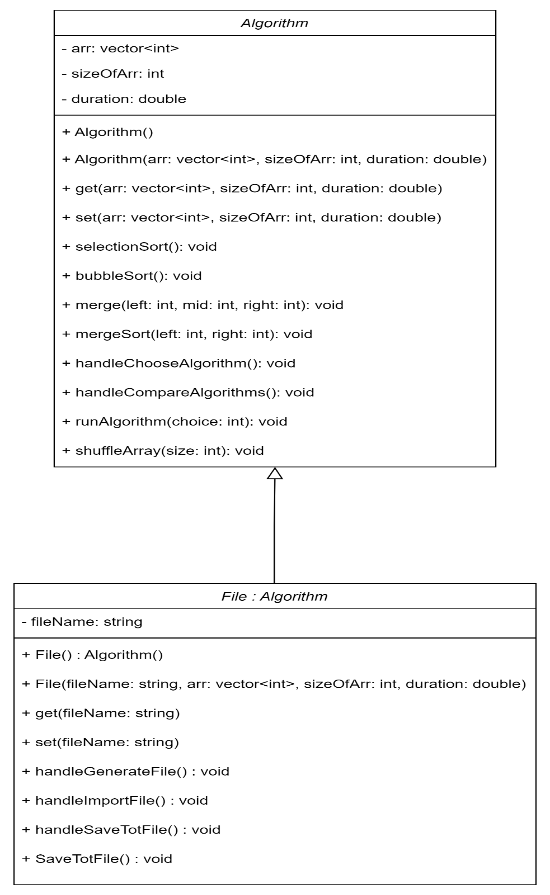 Algorithm
- arr: vector<int>
- sizeOfArr: int
- duration: double
+ Algorithm()
+ Algorithm(arr: vector<int>, sizeOfArr: int, duration: double)
+ get(arr: vector<int>, sizeOfArr: int, duration: double)
+ set(arr: vector<int>, sizeOfArr: int, duration: double)
+ selectionSort(): void
+ bubbleSort(): void
+ merge(left: int, mid: int, right: int): void
+ mergeSort(left: int, right: int): void
+ handleChooseAlgorithm(): void
+ handleCompareAlgorithms(): void
+ runAlgorithm(choice: int): void
+ shuffleArray(size: int): void
File : Algorithm
- fileName: string
+ File() : Algorithm()
+ File(fileName: string, arr: vector<int>, sizeOfArr: int, duration: double)
+ get(fileName: string)
+ set(fileName: string)
+ handleGenerateFile() : void
+ handleImportFile() : void
+ handleSaveTotFile() : void
+ SaveTotFile() : void